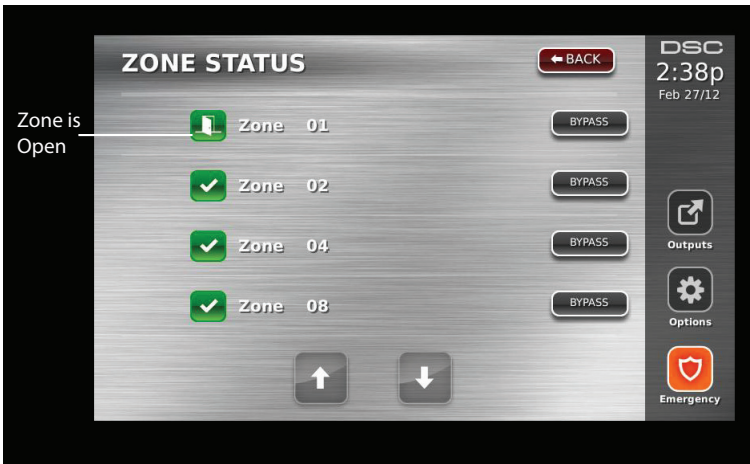 ZONE STATUS
BACK
DSC
2:38p
Feb 27/12
Zone is
Open
Zone 01
BYPASS
Zone 02
BYPASS
Zone 04
BYPASS
Zone 08
BYPASS
Outputs
Options
Emergency